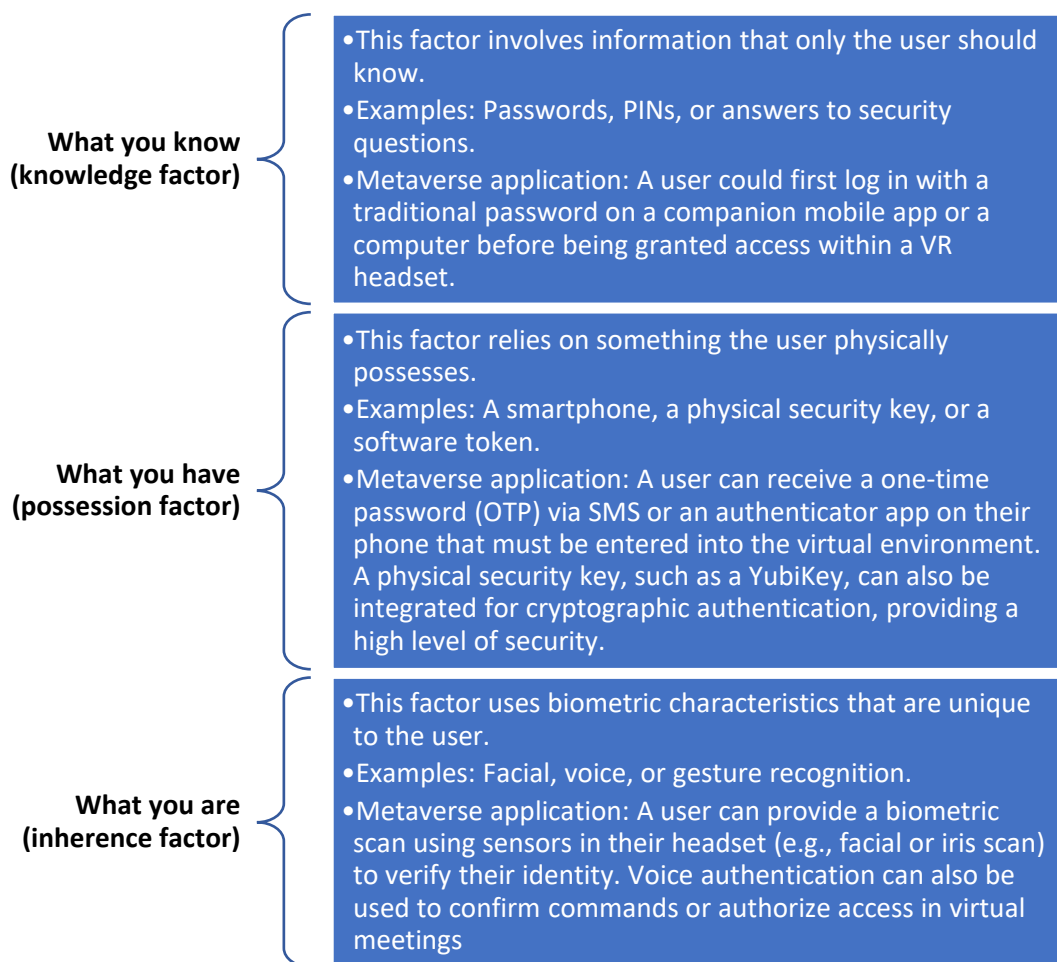 What you know
(knowledge factor)
•This factor involves information that only the user should
know.
•Examples: Passwords, PINs, or answers to security
questions.
•Metaverse application: A user could first log in with a
traditional password on a companion mobile app or a
computer before being granted access within a VR
headset.
What you have
(possession factor)
•This factor relies on something the user physically
possesses.
•Examples: A smartphone, a physical security key, or a
software token.
•Metaverse application: A user can receive a one-time
password (OTP) via SMS or an authenticator app on their
phone that must be entered into the virtual environment.
A physical security key, such as a YubiKey, can also be
integrated for cryptographic authentication, providing a
high level of security.
What you are
(inherence factor)
•This factor uses biometric characteristics that are unique
to the user.
•Examples: Facial, voice, or gesture recognition.
•Metaverse application: A user can provide a biometric
scan using sensors in their headset (e.g., facial or iris scan)
to verify their identity. Voice authentication can also be
used to confirm commands or authorize access in virtual
meetings